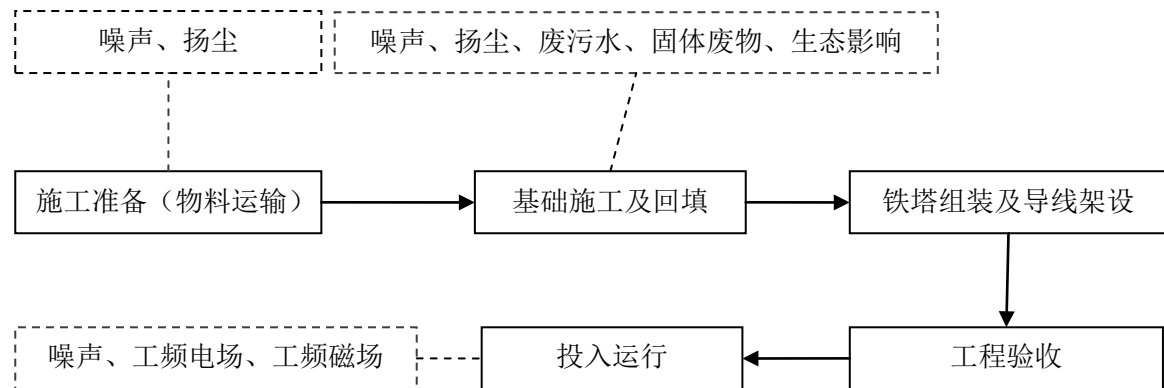 噪声、扬尘
噪声、扬尘、废污水、固体废物、生态影响
施工准备（物料运输）
基础施工及回填
铁塔组装及导线架设
噪声、工频电场、工频磁场
投入运行
工程验收